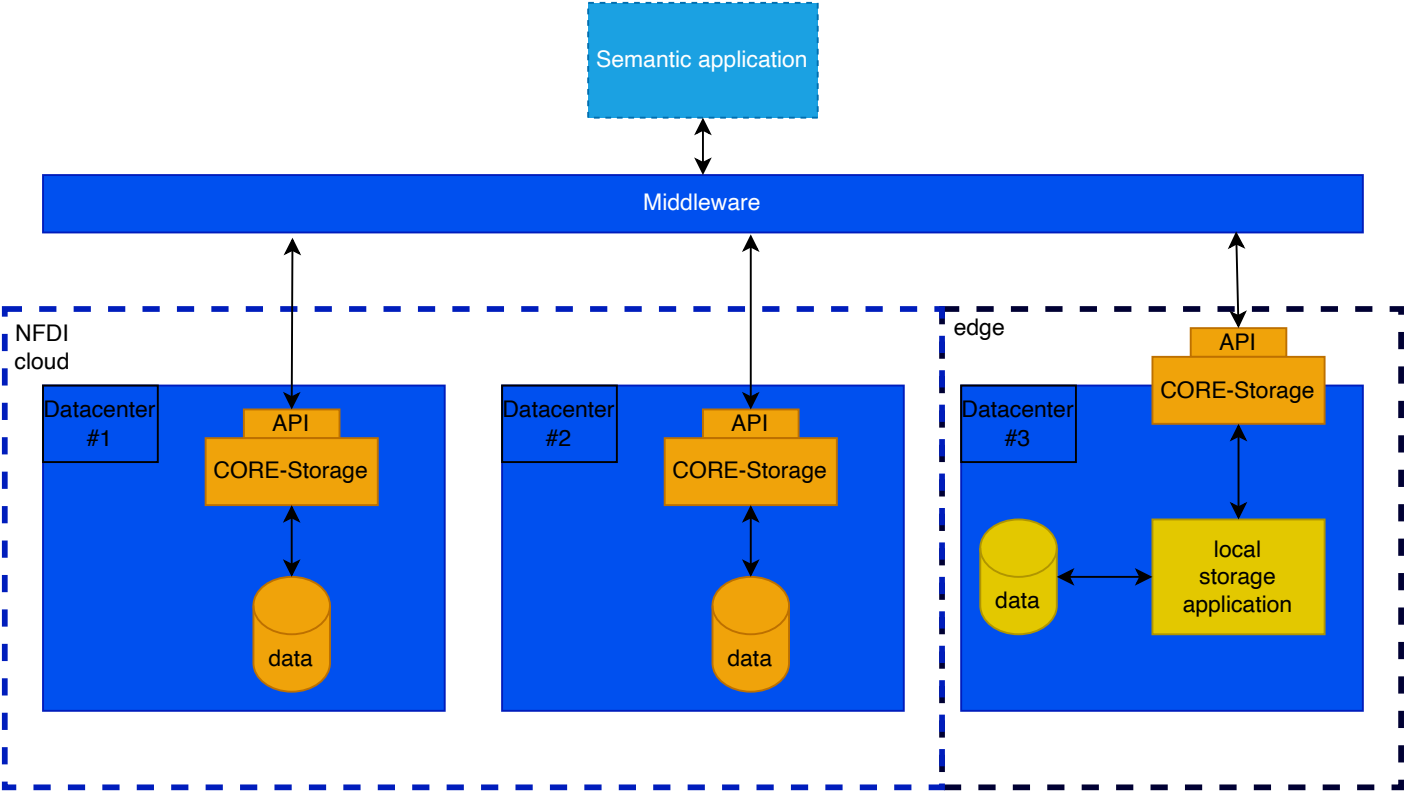 Semantic application
Middleware
NFDI
cloud
Datacenter
#1
API
CORE-Storage
data
Datacenter
#2
API
CORE-Storage
data
edge
API
CORE-Storage
Datacenter
#3
local
storage
application
data